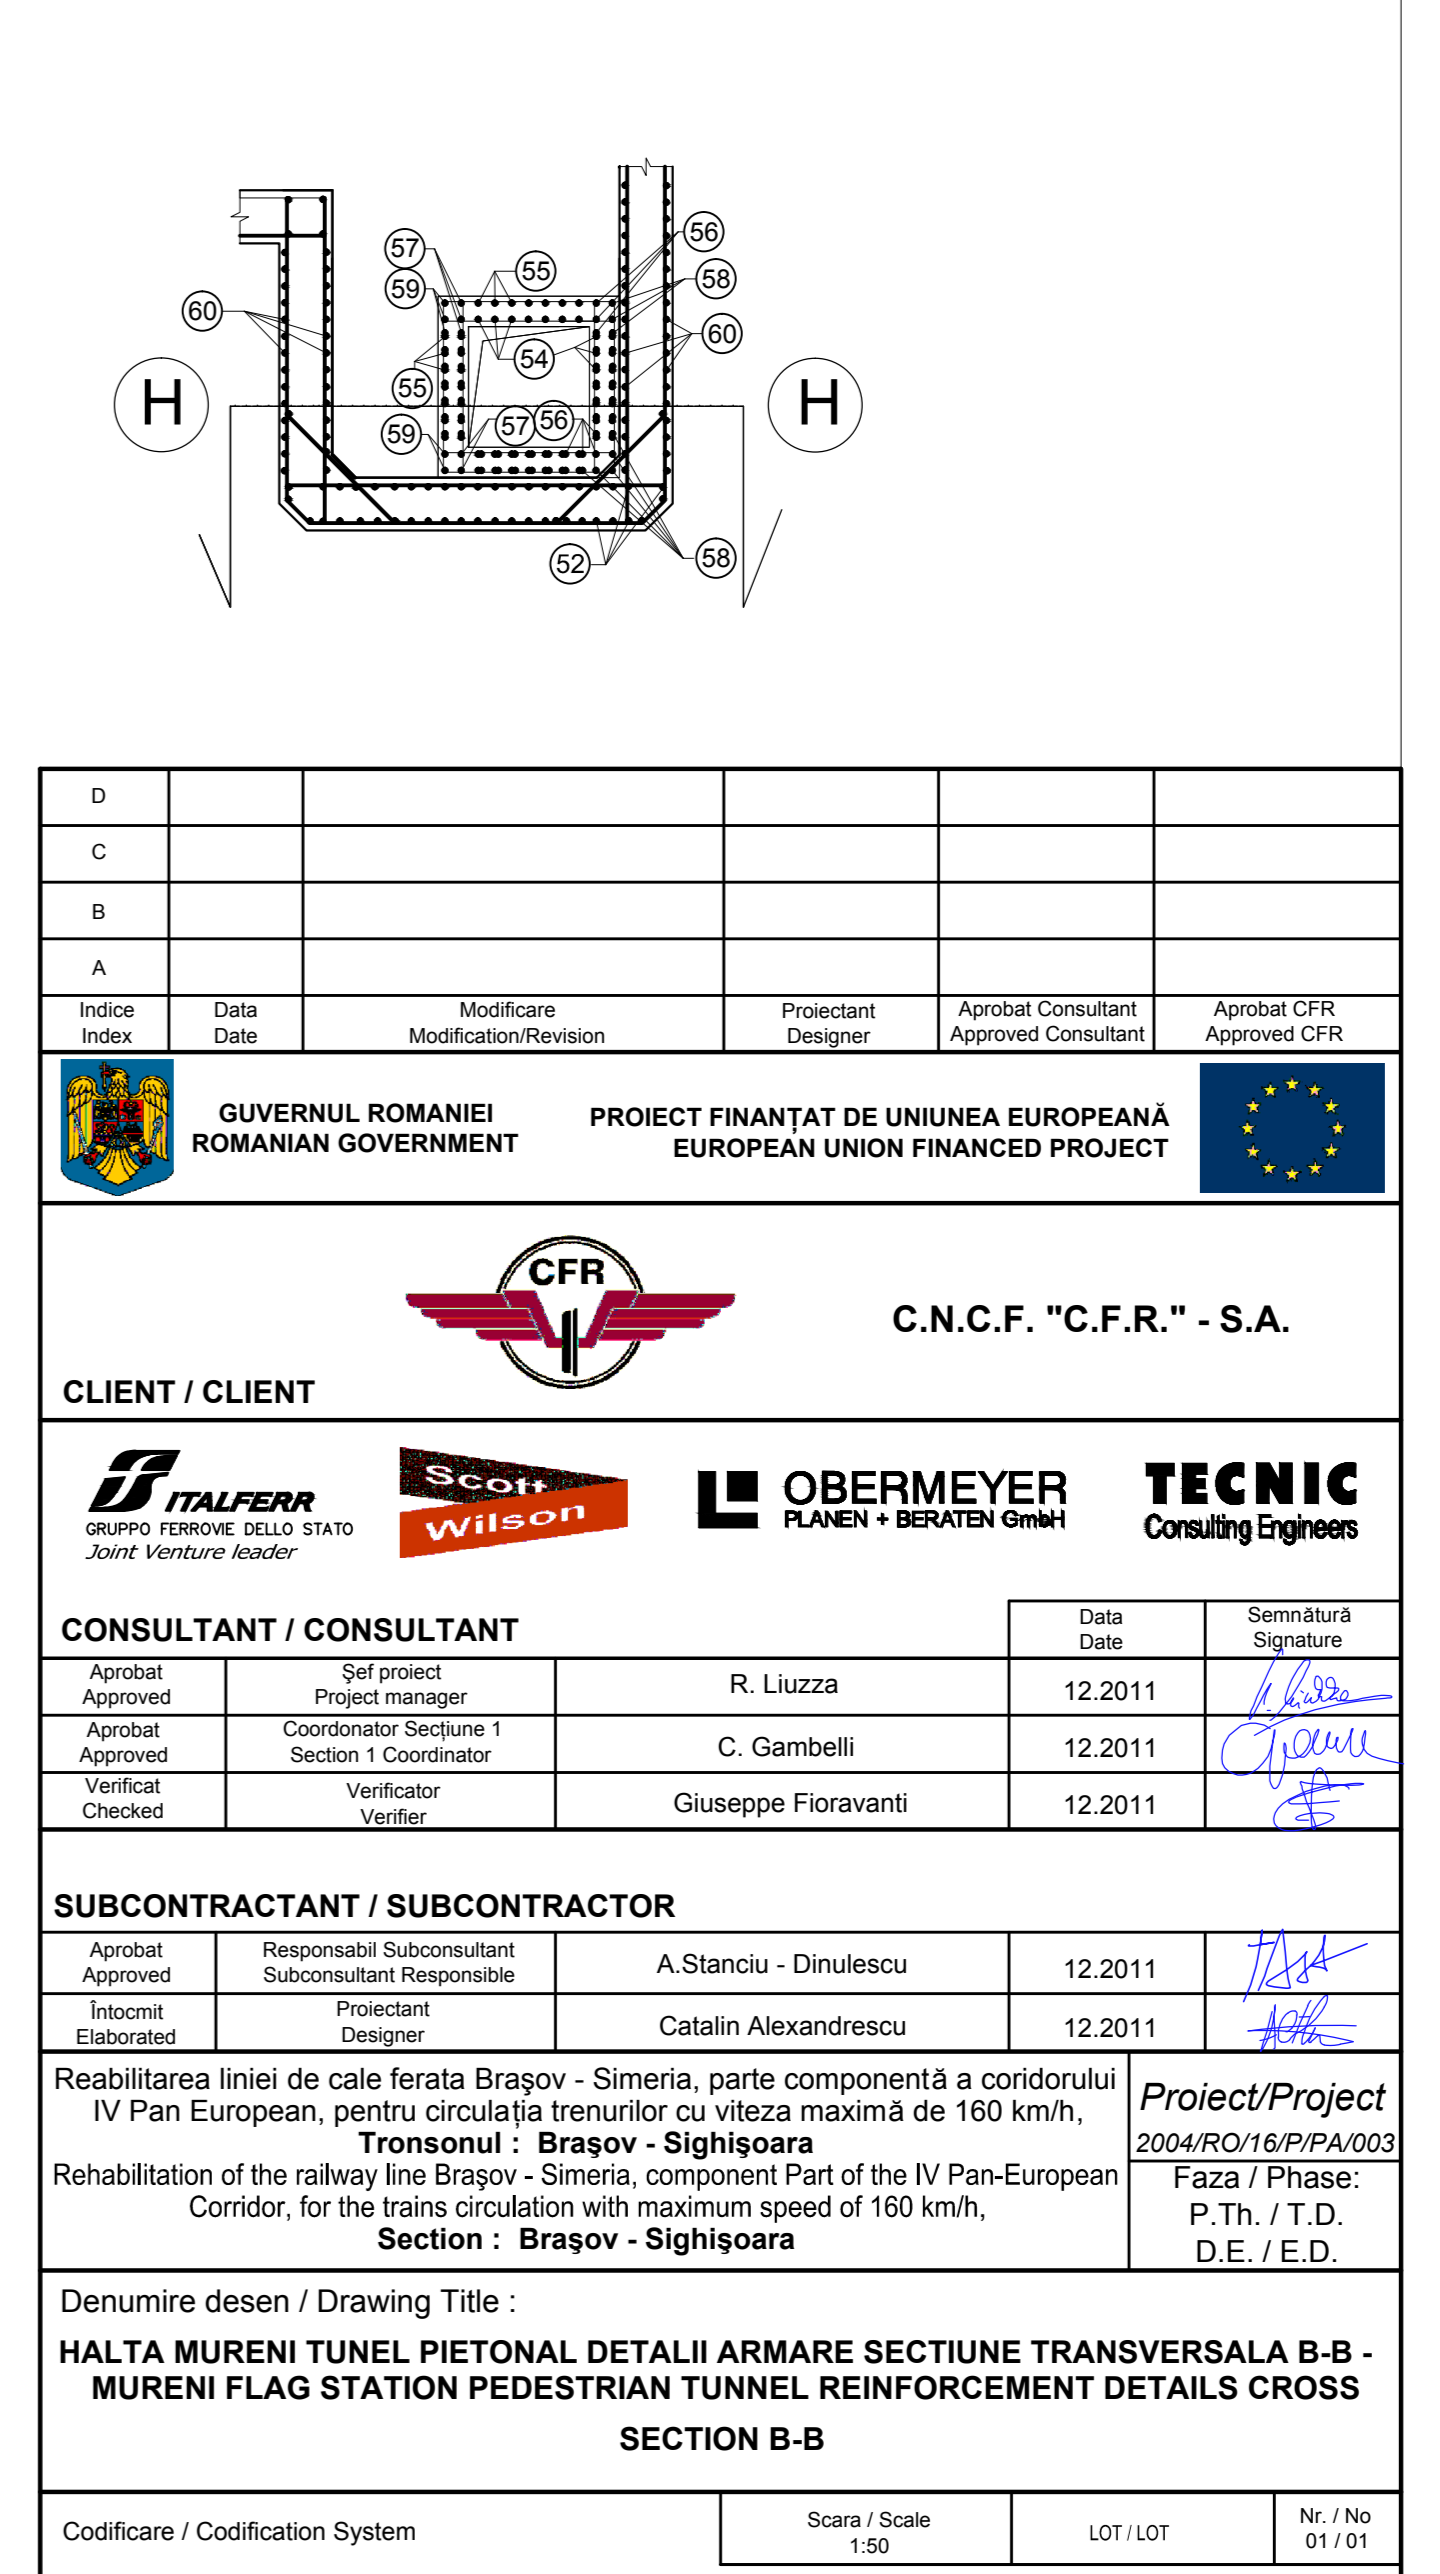 56
57
55
58
59
60
60
54
55
H
H
57
56
59
52
58
D
C
B
A
Indice
Index
Data
Date
Modificare
Modification/Revision
Proiectant
Designer
Aprobat Consultant
Approved Consultant
Aprobat CFR
Approved CFR
GUVERNUL ROMANIEI
ROMANIAN GOVERNMENT
PROIECT FINANȚAT DE UNIUNEA EUROPEANĂ
EUROPEAN UNION FINANCED PROJECT
CFR
C.N.C.F. "C.F.R." - S.A.
CLIENT / CLIENT
ITALFERR
GRUPPO FERROVIE DELLO STATO
Joint Venture leader
Scott
Wilson
OBERMEYER
PLANEN + BERATEN GmbH
TECNIC
Consulting Engineers
CONSULTANT / CONSULTANT
Data
Date
Semnătură
Signature
Aprobat
Approved
Şef proiect
Project manager
R. Liuzza
12.2011
Aprobat
Approved
Coordonator Secțiune 1
Section 1 Coordinator
C. Gambelli
12.2011
Verificat
Checked
Verificator
Verifier
Giuseppe Fioravanti
12.2011
SUBCONTRACTANT / SUBCONTRACTOR
Aprobat
Approved
Responsabil Subconsultant
Subconsultant Responsible
A.Stanciu - Dinulescu
12.2011
Întocmit
Elaborated
Proiectant
Designer
Catalin Alexandrescu
12.2011
Reabilitarea liniei de cale ferata Braşov - Simeria, parte componentă a coridorului
IV Pan European, pentru circulația trenurilor cu viteza maximă de 160 km/h,
Tronsonul : Braşov - Sighişoara
Rehabilitation of the railway line Braşov - Simeria, component Part of the IV Pan-European
Corridor, for the trains circulation with maximum speed of 160 km/h,
Section : Braşov - Sighişoara
Proiect/Project
2004/RO/16/P/PA/003
Faza / Phase:
P.Th. / T.D.
D.E. / E.D.
Denumire desen / Drawing Title :
HALTA MURENI TUNEL PIETONAL DETALII ARMARE SECTIUNE TRANSVERSALA B-B -
MURENI FLAG STATION PEDESTRIAN TUNNEL REINFORCEMENT DETAILS CROSS
SECTION B-B
Codificare / Codification System
Scara / Scale
1:50
LOT / LOT
Nr. / No
01 / 01